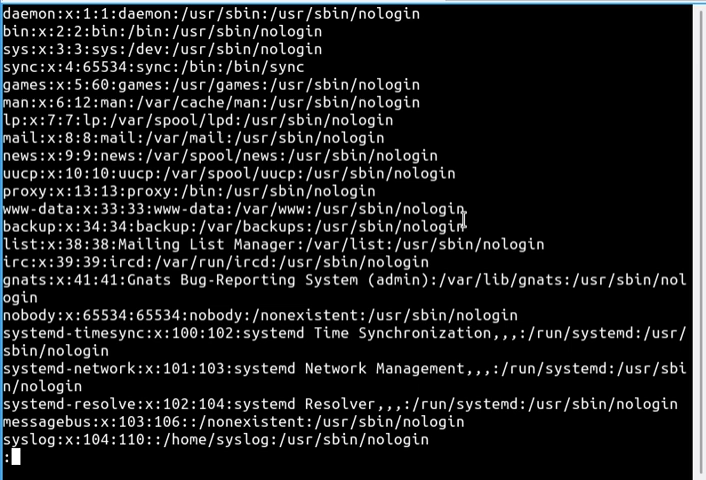 daemon:x:1:1:daemon:/usr/sbin:/usr/sbin/nologin
bin:x:2:2:bin:/bin:/usr/sbin/nologin
sys:x:3:3:sys:/dev:/usr/sbin/nologin
sync:x:4:65534:sync:/bin:/bin/sync
games:x:5:60:games:/usr/games:/usr/sbin/nologin
man:x:6:12:man:/var/cache/man:/usr/sbin/nologin
lp:x:7:7:lp:/var/spool/lpd:/usr/sbin/nologin
mail:x:8:8:mail:/var/mail:/usr/sbin/nologin
news:x:9:9:news:/var/spool/news:/usr/sbin/nologin
uucp:x:10:10:uucp:/var/spool/uucp:/usr/sbin/nologin
proxy:x:13:13:proxy:/bin:/usr/sbin/nologin
www-data:x:33:33:www-data:/var/www:/usr/sbin/nologin
backup:x:34:34:backup:/var/backups:/usr/sbin/nologin
list:x:38:38:Mailing List Manager:/var/list:/usr/sbin/nologin
irc:x:39:39:ircd:/var/run/ircd:/usr/sbin/nologin
gnats:x:41:41:Gnats Bug-Reporting System (admin):/var/lib/gnats:/usr/sbin/nol
ogin
nobody:x:65534:65534:nobody:/nonexistent:/usr/sbin/nologin
systemd-timesync:x:100:102:systemd Time Synchronization,,,:/run/systemd:/usr/
sbin/nologin
systemd-network:x:101:103:systemd Network Management,,,:/run/systemd:/usr/sbi
n/nologin
systemd-resolve:x:102:104:systemd Resolver,,,:/run/systemd:/usr/sbin/nologin
messagebus:x:103:106::/nonexistent:/usr/sbin/nologin
syslog:x:104:110::/home/syslog:/usr/sbin/nologin
: